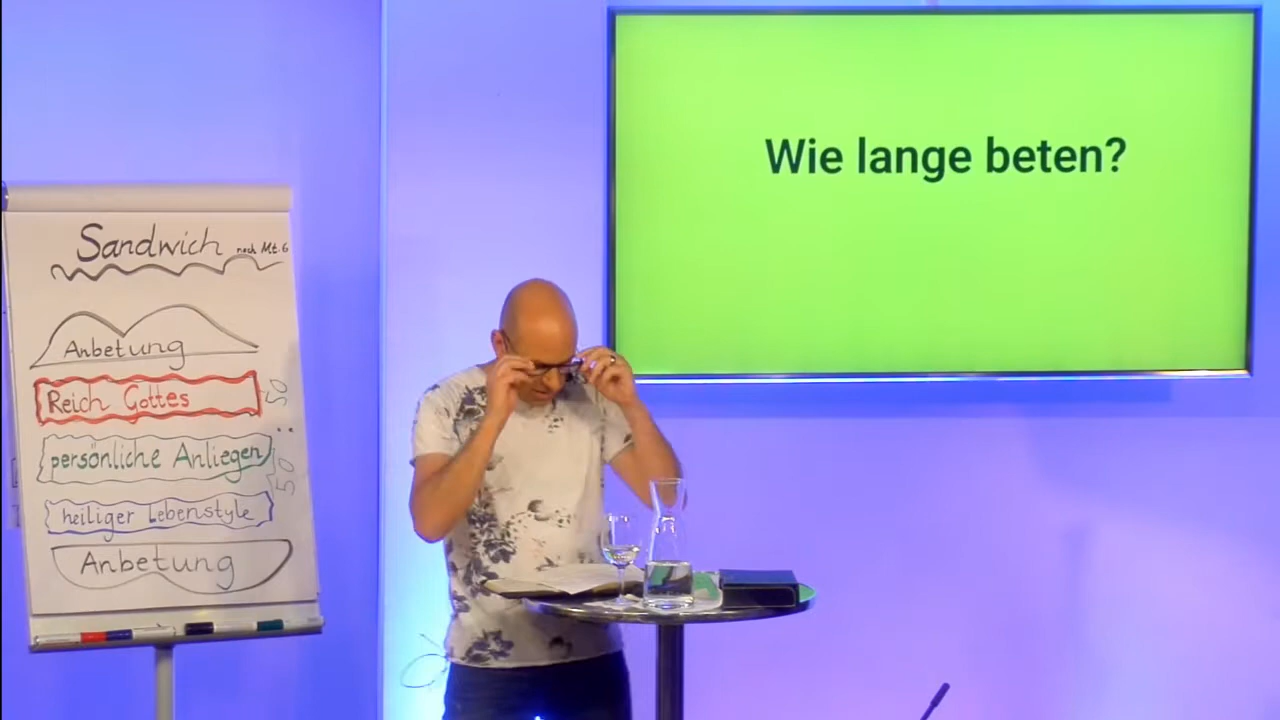 Sandwich nach Mt. 6
Anbetung
Reich Gottes
persönliche Anliegen
50 : 50
heiliger Lebenstyle
Anbetung
Wie lange beten?